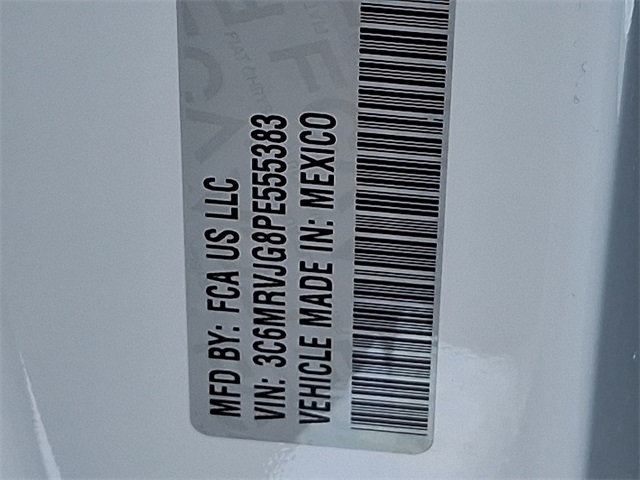 MFD BY: FCA US LLC
VIN: 3C6MRVJG8PE555383
VEHICLE MADE IN: MEXICO